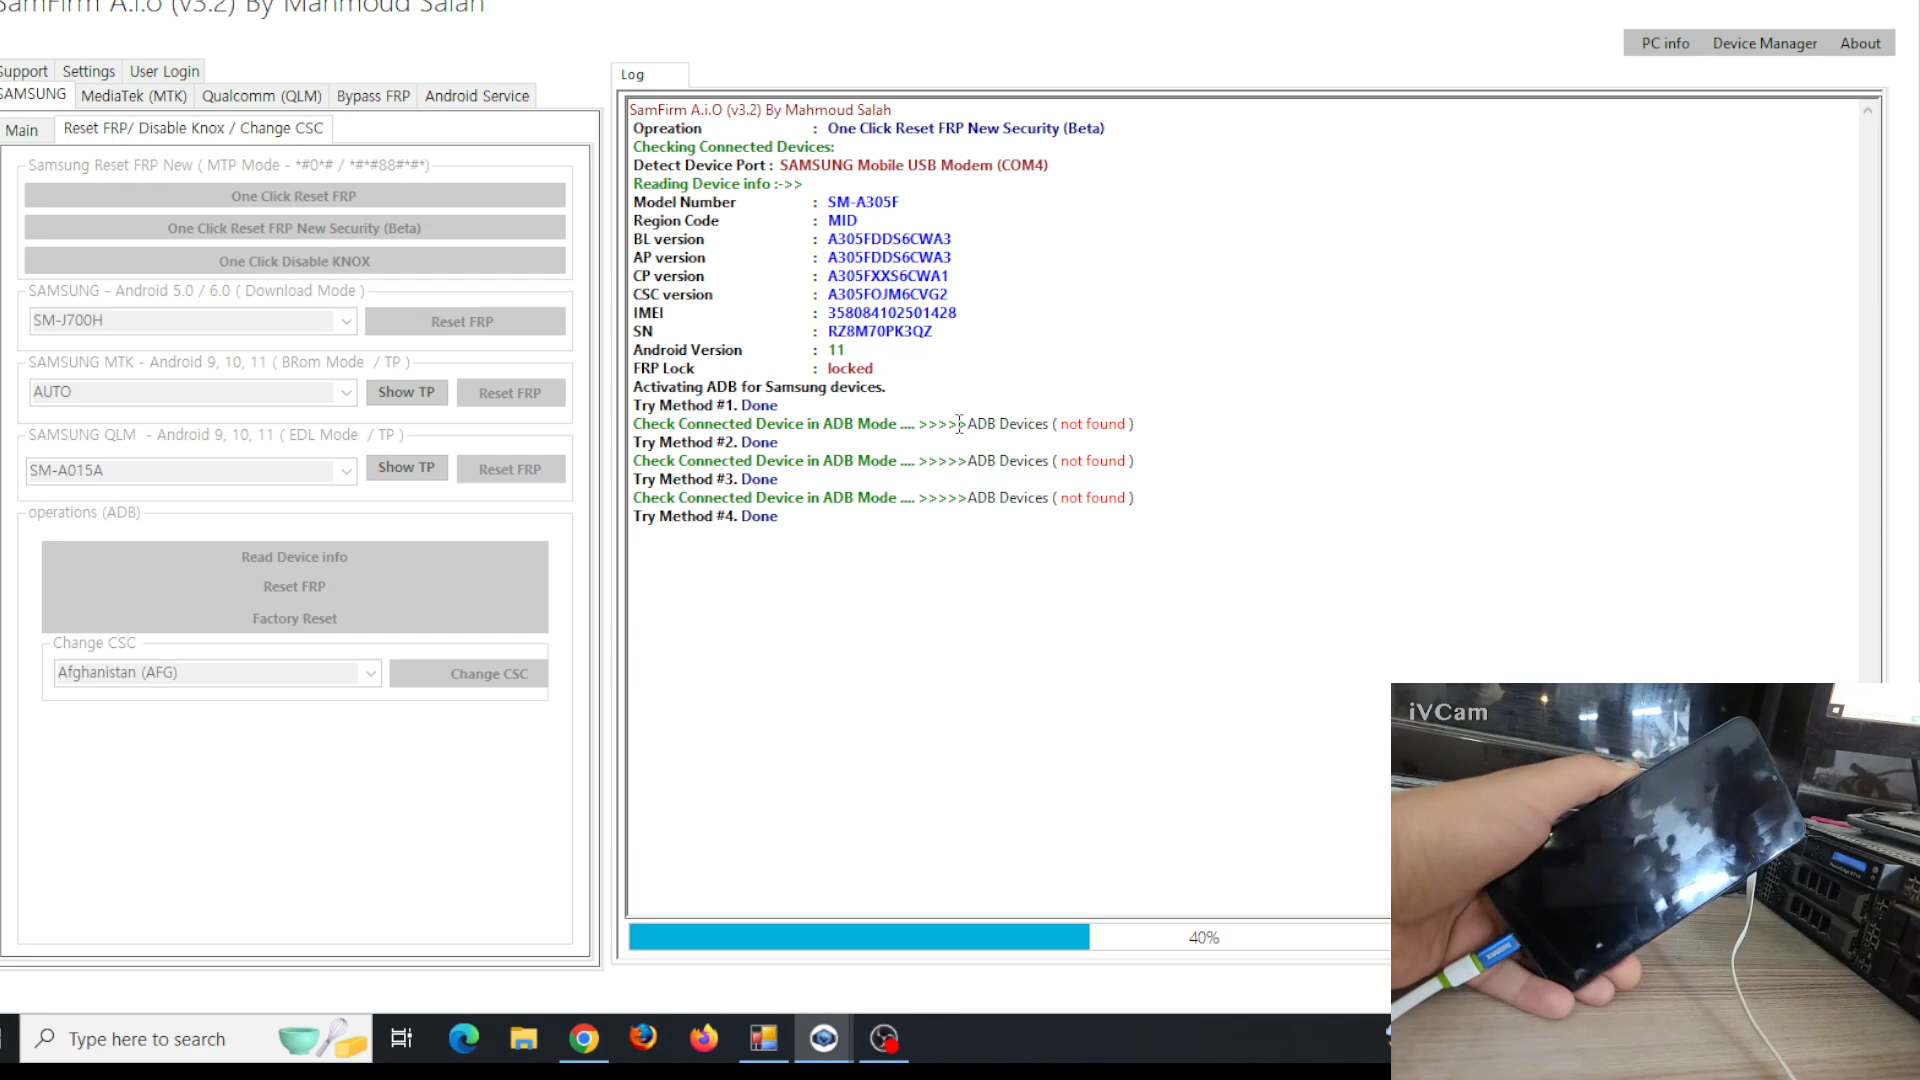 SamFirm A.i.O (v3.2) By Mahmoud Salah
PC info Device Manager About
Support Settings User Login
SAMSUNG MediaTek (MTK) Qualcomm (QLM) Bypass FRP Android Service
Main Reset FRP/ Disable Knox / Change CSC
Samsung Reset FRP New ( MTP Mode - *#0*# / *#*#88#*#*)
One Click Reset FRP
One Click Reset FRP New Security (Beta)
One Click Disable KNOX
SAMSUNG - Android 5.0 / 6.0 ( Download Mode )
SM-J700H Reset FRP
SAMSUNG MTK - Android 9, 10, 11 ( BRom Mode / TP )
AUTO Show TP Reset FRP
SAMSUNG QLM - Android 9, 10, 11 ( EDL Mode / TP )
SM-A015A Show TP Reset FRP
operations (ADB)
Read Device info
Reset FRP
Factory Reset
Change CSC
Afghanistan (AFG) Change CSC
Log
SamFirm A.i.O (v3.2) By Mahmoud Salah
Opreation : One Click Reset FRP New Security (Beta)
Checking Connected Devices:
Detect Device Port : SAMSUNG Mobile USB Modem (COM4)
Reading Device info :->>
Model Number : SM-A305F
Region Code : MID
BL version : A305FDDS6CWA3
AP version : A305FDDS6CWA3
CP version : A305FXXS6CWA1
CSC version : A305FOJM6CVG2
IMEI : 358084102501428
SN : RZ8M70PK3QZ
Android Version : 11
FRP Lock : locked
Activating ADB for Samsung devices.
Try Method #1. Done
Check Connected Device in ADB Mode .... >>>>>ADB Devices ( not found )
Try Method #2. Done
Check Connected Device in ADB Mode .... >>>>>ADB Devices ( not found )
Try Method #3. Done
Check Connected Device in ADB Mode .... >>>>>ADB Devices ( not found )
Try Method #4. Done
40%
iVCam
Type here to search